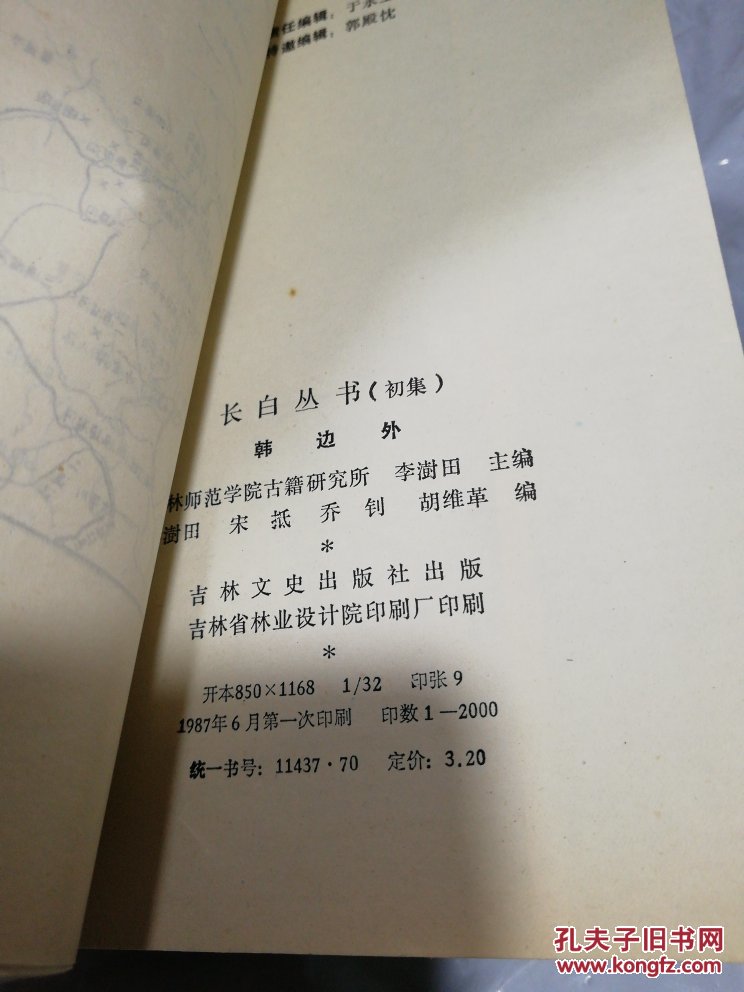 责任编辑：于永
特邀编辑：郭殿忱
长白丛书（初集）
韩边外
林师范学院古籍研究所 李澍田 主编
澍田 宋抵 乔钊 胡维革 编
*
吉林文史出版社出版
吉林省林业设计院印刷厂印刷
*
开本850×1168 1/32 印张9
1987年6月第一次印刷 印数1—2000
统一书号：11437·70 定价：3.20
孔夫子旧书网
www.kongfz.com